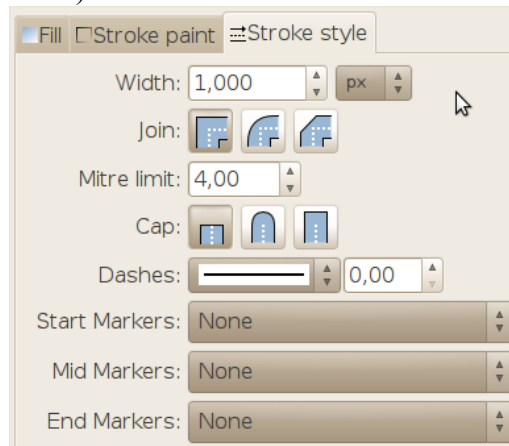 Fill Stroke paint Stroke style
Width: 1,000 px
Join:
Mitre limit: 4,00
Cap:
Dashes: 0,00
Start Markers: None
Mid Markers: None
End Markers: None